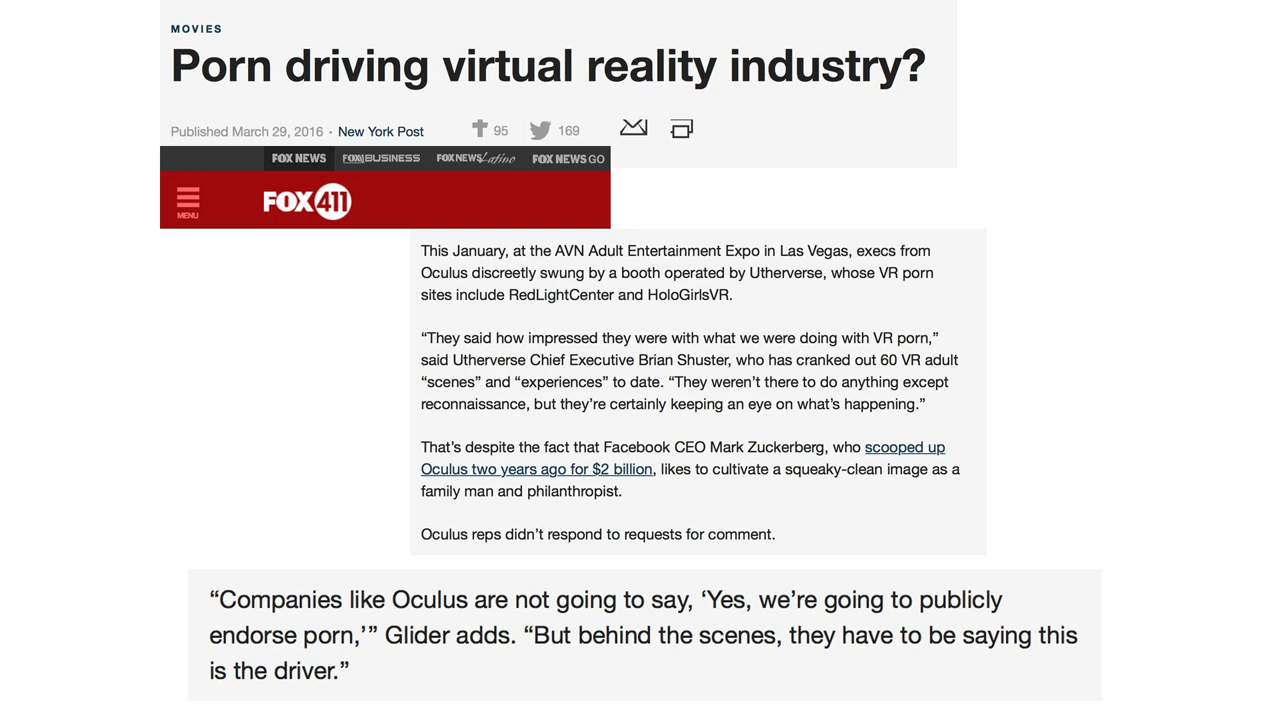 MOVIES
Porn driving virtual reality industry?
Published March 29, 2016 · New York Post
95
169
FOX NEWS FOX BUSINESS FOX NEWS Latino FOX NEWS GO
MENU
FOX 411
This January, at the AVN Adult Entertainment Expo in Las Vegas, execs from
Oculus discreetly swung by a booth operated by Utherverse, whose VR porn
sites include RedLightCenter and HoloGirlsVR.
“They said how impressed they were with what we were doing with VR porn,”
said Utherverse Chief Executive Brian Shuster, who has cranked out 60 VR adult
“scenes” and “experiences” to date. “They weren’t there to do anything except
reconnaissance, but they’re certainly keeping an eye on what’s happening.”
That’s despite the fact that Facebook CEO Mark Zuckerberg, who scooped up
Oculus two years ago for $2 billion, likes to cultivate a squeaky-clean image as a
family man and philanthropist.
Oculus reps didn’t respond to requests for comment.
“Companies like Oculus are not going to say, ‘Yes, we’re going to publicly
endorse porn,’” Glider adds. “But behind the scenes, they have to be saying this
is the driver.”